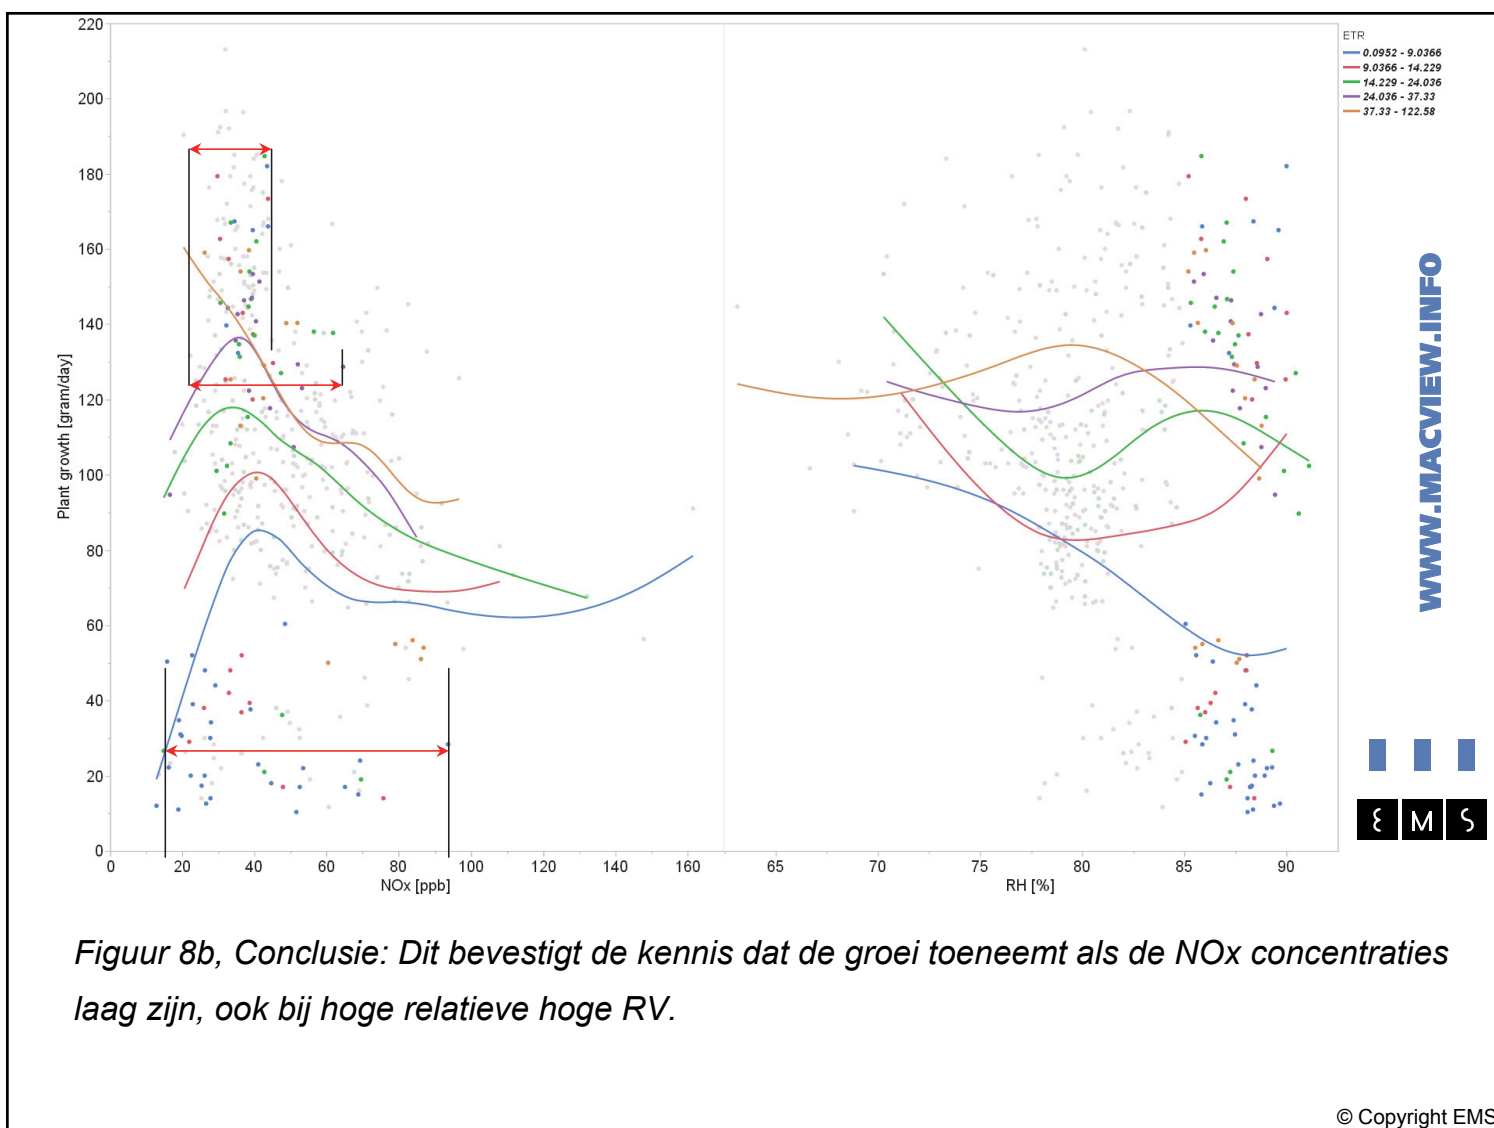 220
200
180
160
140
120
100
80
60
40
20
0
Plant growth [gram/day]
0 20 40 60 80 100 120 140 160
NOx [ppb]
65 70 75 80 85 90
RH [%]
ETR
0.0952 - 9.0366
9.0366 - 14.229
14.229 - 24.036
24.036 - 37.33
37.33 - 122.58
WWW.MACVIEW.INFO
EMS
Figuur 8b, Conclusie: Dit bevestigt de kennis dat de groei toeneemt als de NOx concentraties
laag zijn, ook bij hoge relatieve hoge RV.
© Copyright EMS